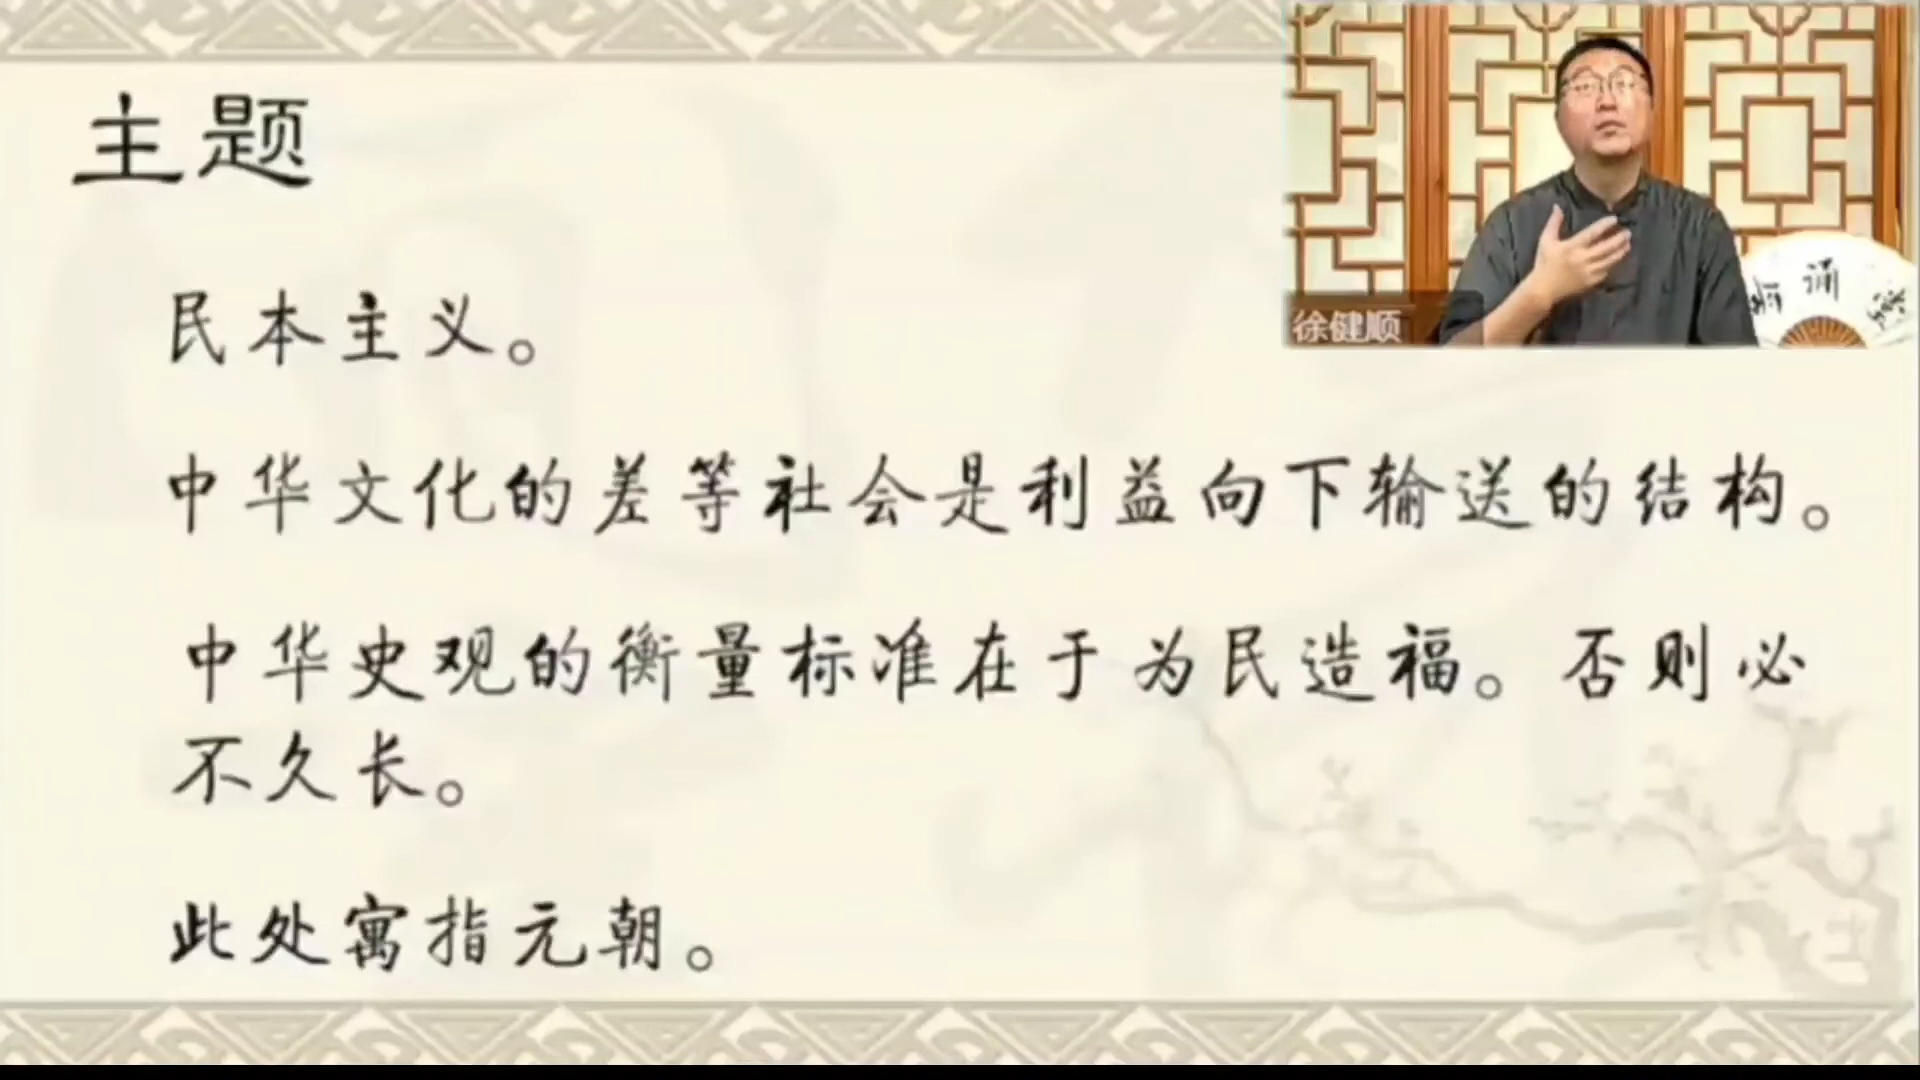 主题
民本主义。
中华文化的差等社会是利益向下输送的结构。
中华史观的衡量标准在于为民造福。否则必
不久长。
此处寓指元朝。
徐健顺
诵